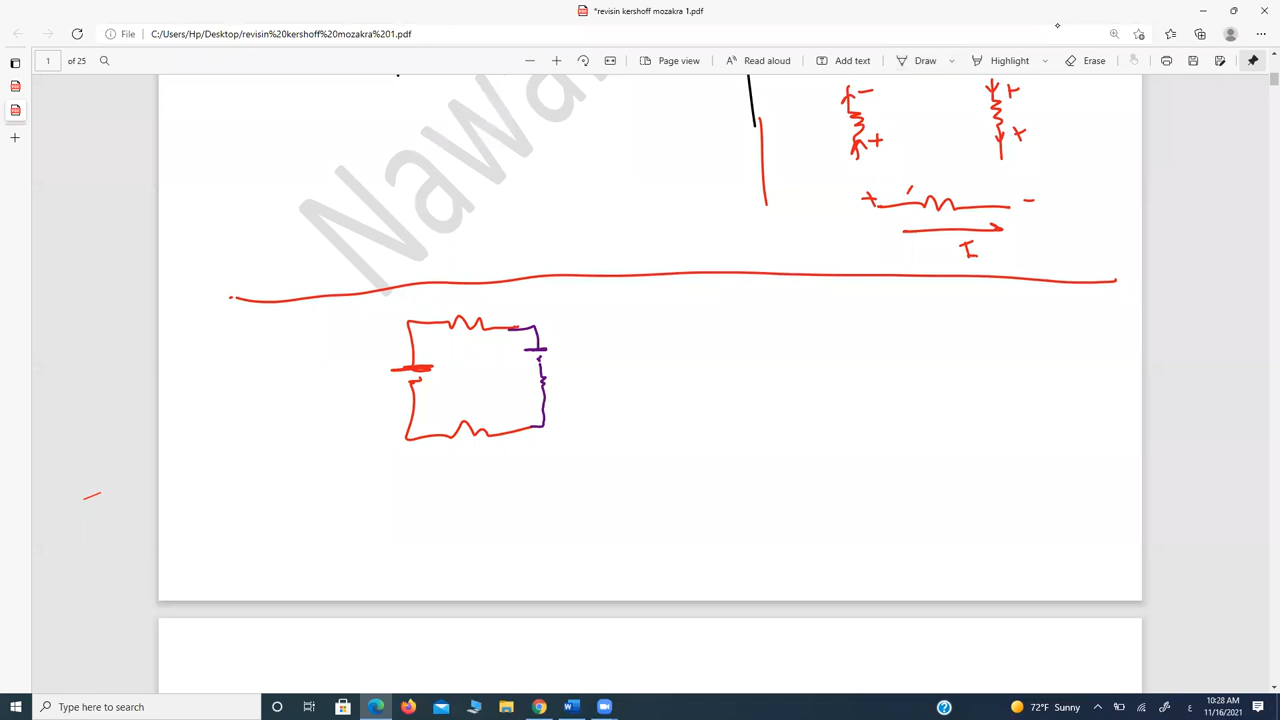 *revisin kershoff mozakra 1.pdf
File C:/Users/Hp/Desktop/revisin%20kershoff%20mozakra%201.pdf
1 of 25 Page view Read aloud Add text Draw Highlight Erase
NaWa
- +
+ +
+ -
I
Type here to search
72°F Sunny
10:28 AM
11/16/2021